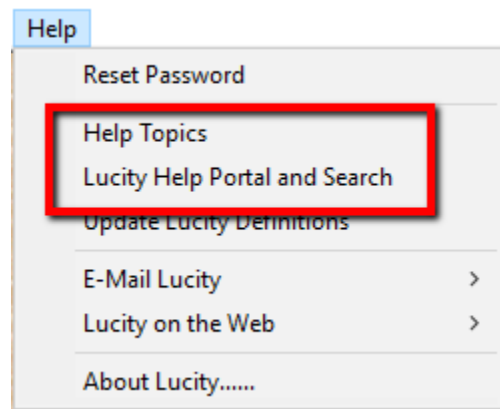 Help
Reset Password
Help Topics
Lucity Help Portal and Search
Update Lucity Definitions
E-Mail Lucity
Lucity on the Web
About Lucity......